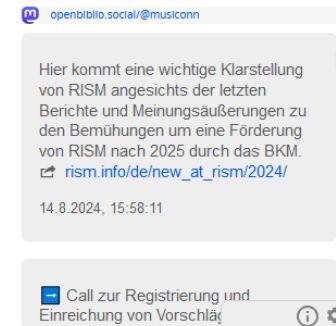 openbiblio.social/@musiconn
Hier kommt eine wichtige Klarstellung
von RISM angesichts der letzten
Berichte und Meinungsäußerungen zu
den Bemühungen um eine Förderung
von RISM nach 2025 durch das BKM.
rism.info/de/new_at_rism/2024/
14.8.2024, 15:58:11
Call zur Registrierung und
Einreichung von